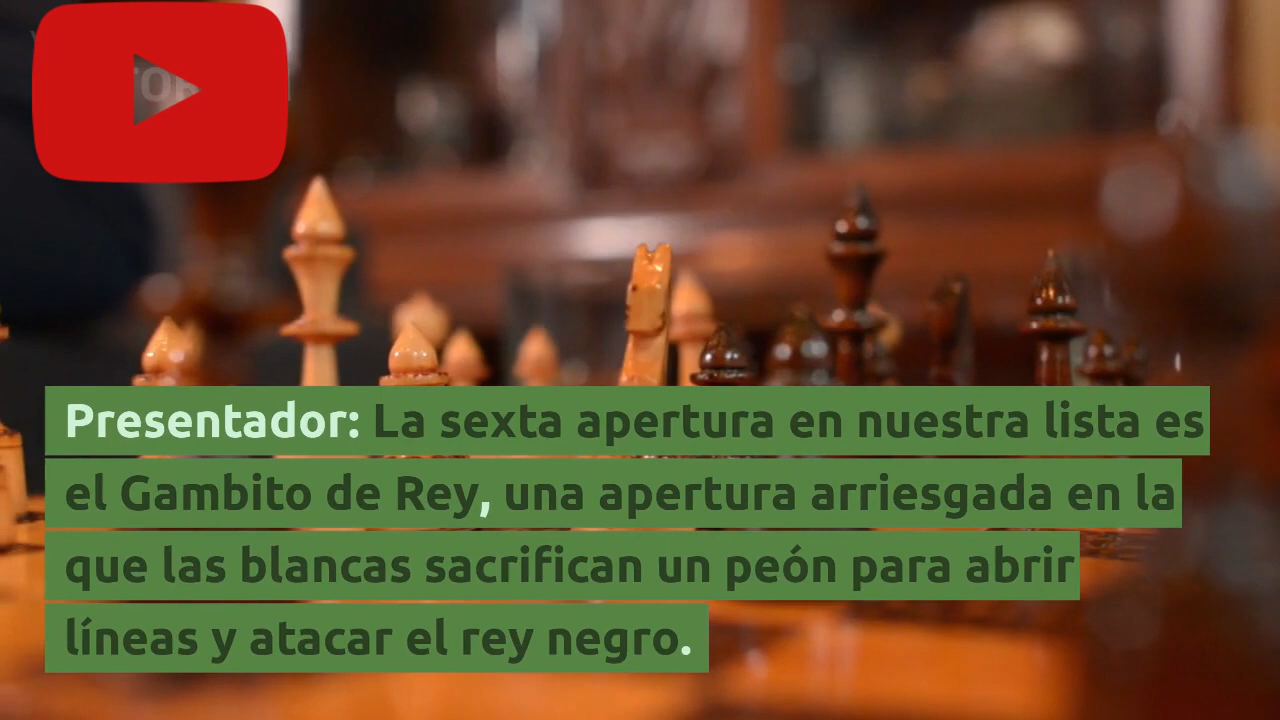 Presentador: La sexta apertura en nuestra lista es
el Gambito de Rey, una apertura arriesgada en la
que las blancas sacrifican un peón para abrir
líneas y atacar el rey negro.